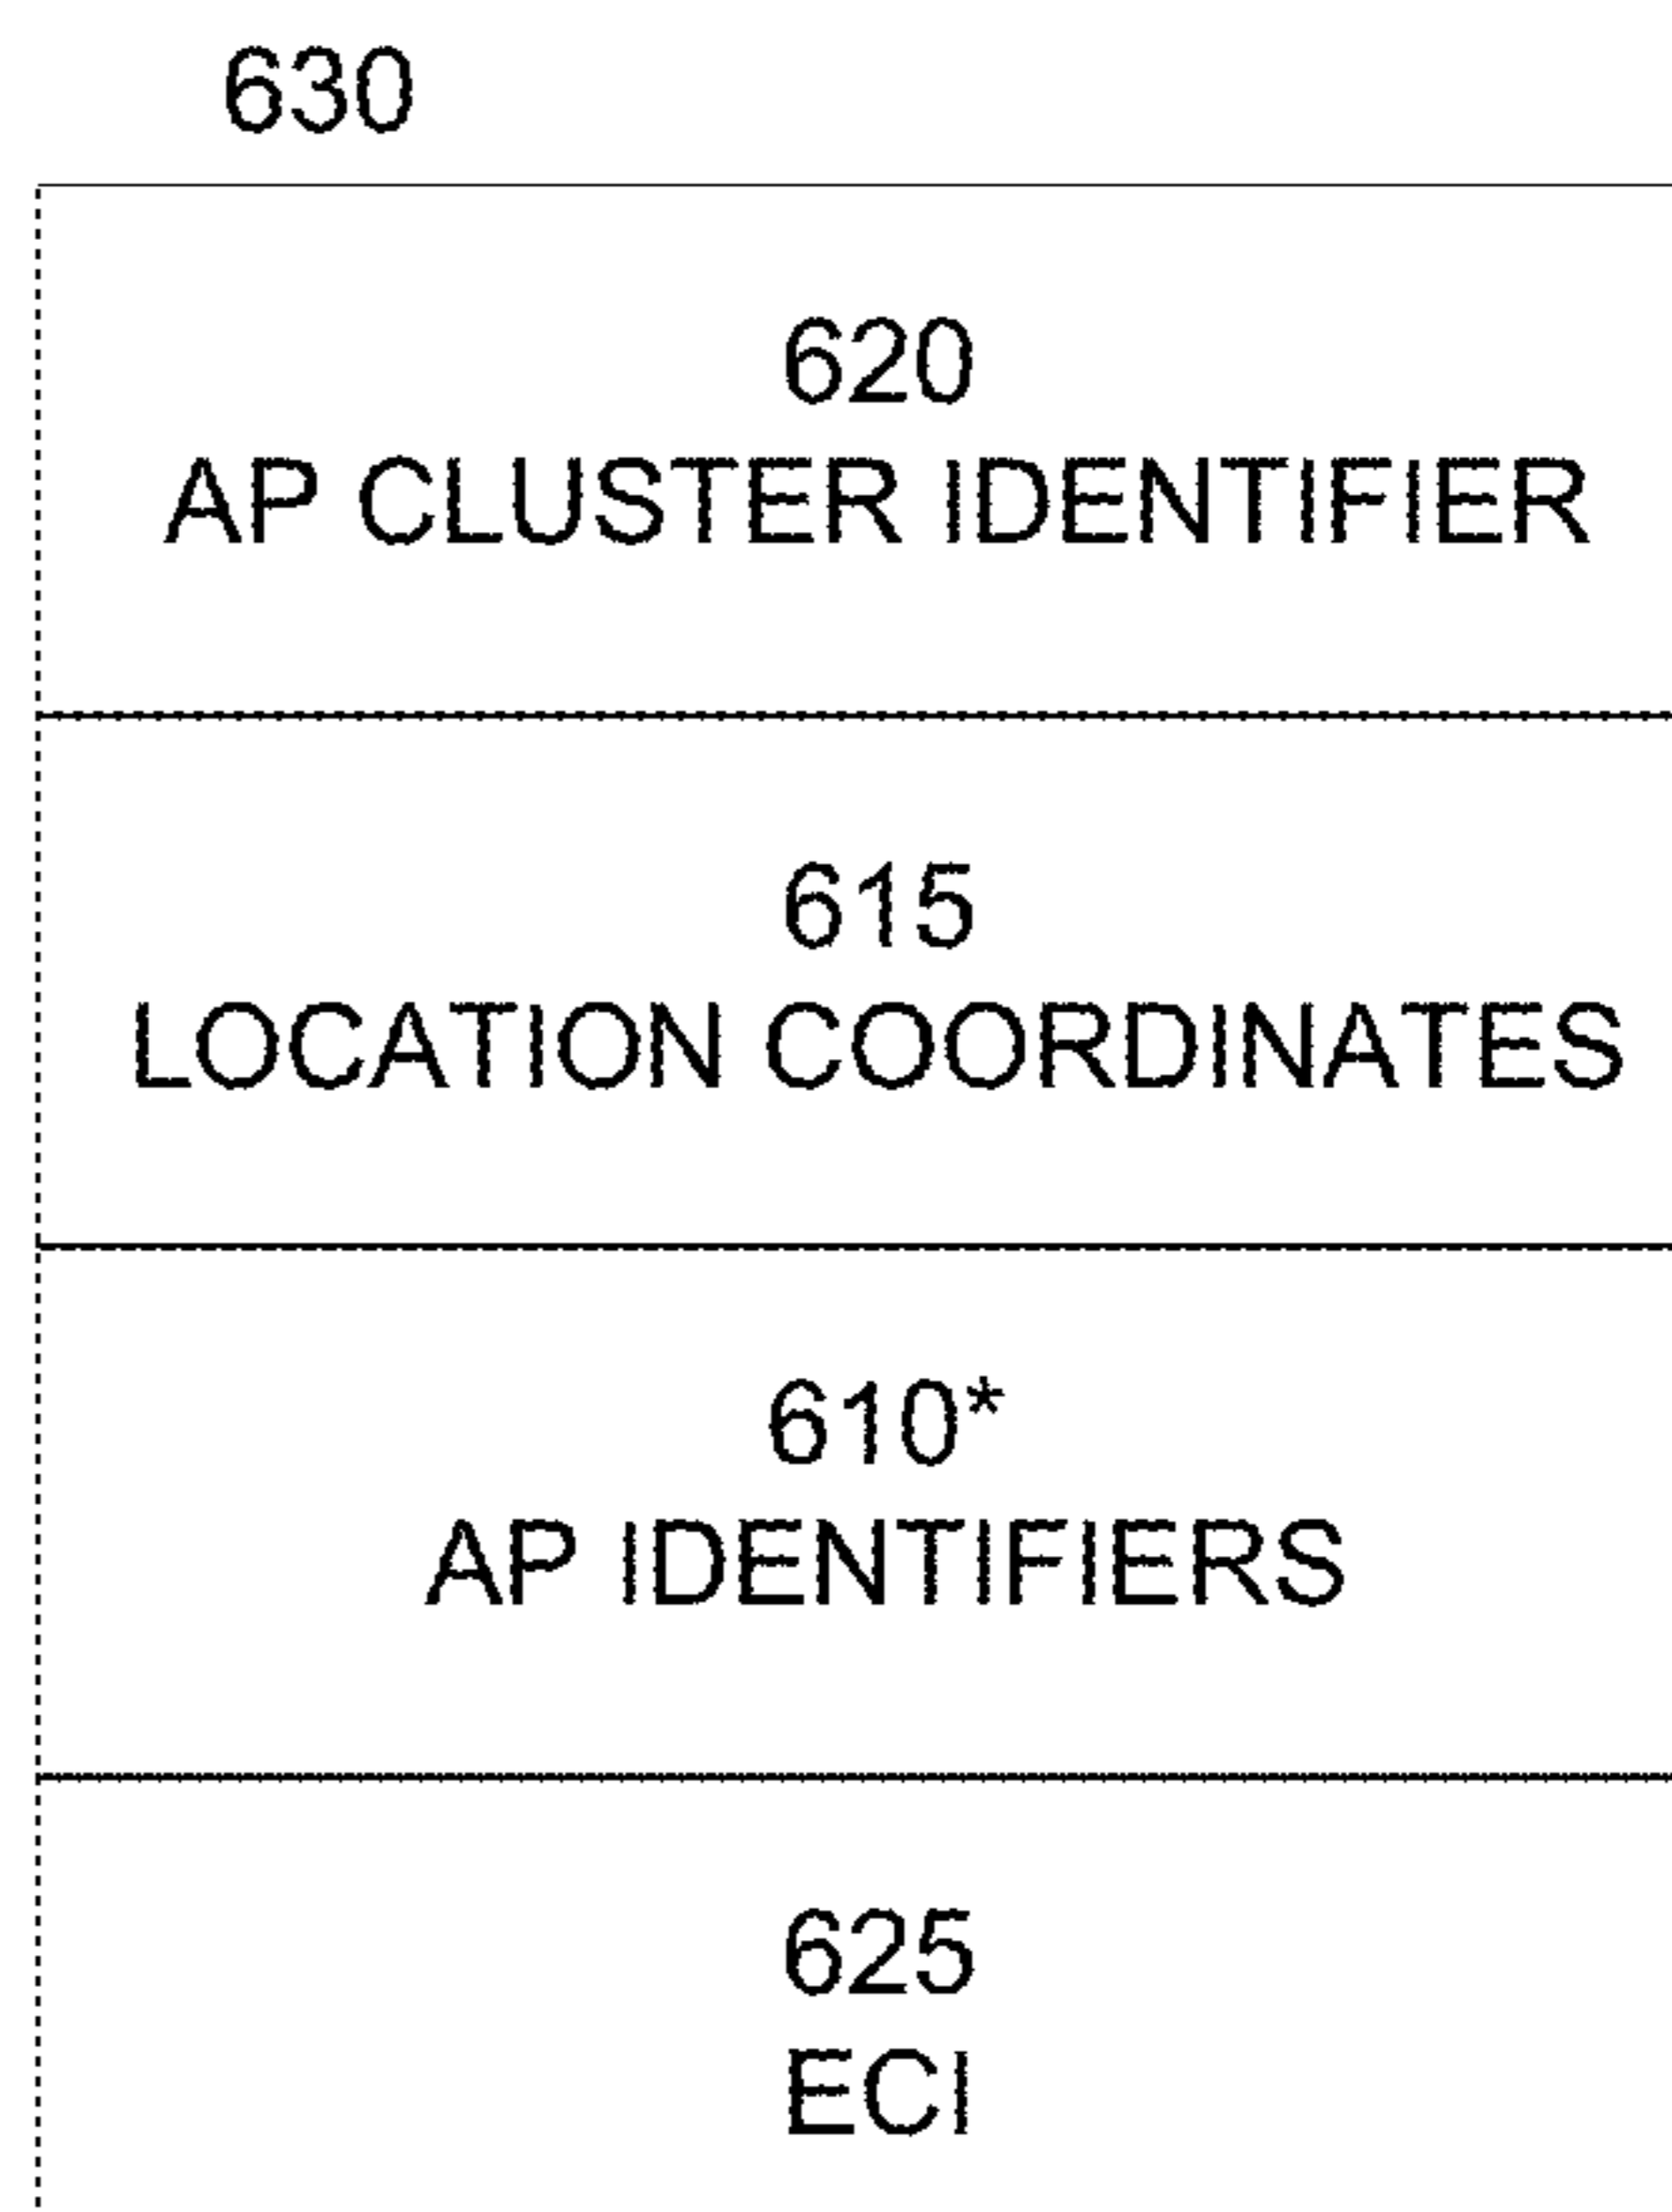 630
620
AP CLUSTER IDENTIFIER
615
LOCATION COORDINATES
610*
AP IDENTIFIERS
625
ECI